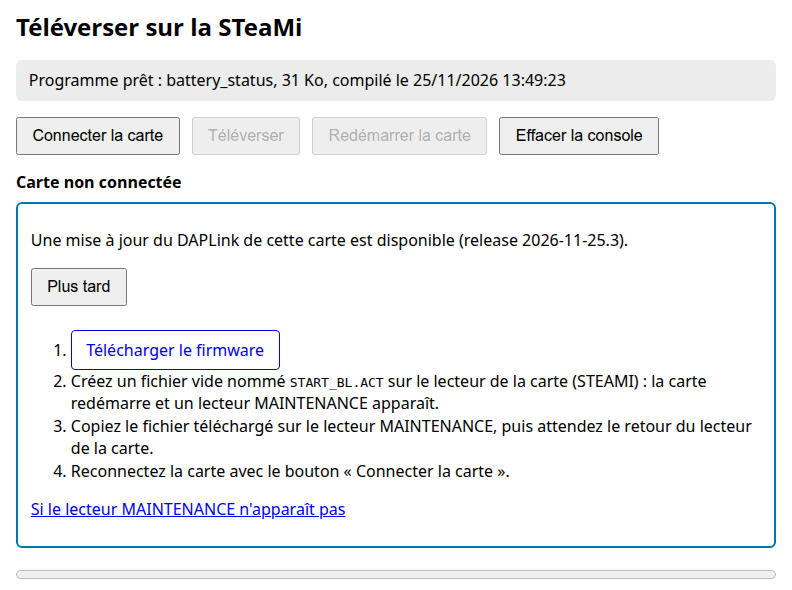 Téléverser sur la STeaMi
Programme prêt : battery_status, 31 Ko, compilé le 25/11/2026 13:49:23
Connecter la carte
Téléverser
Redémarrer la carte
Effacer la console
Carte non connectée
Une mise à jour du DAPLink de cette carte est disponible (release 2026-11-25.3).
Plus tard
1. Télécharger le firmware
2. Créez un fichier vide nommé START_BL.ACT sur le lecteur de la carte (STEAMI) : la carte
redémarre et un lecteur MAINTENANCE apparaît.
3. Copiez le fichier téléchargé sur le lecteur MAINTENANCE, puis attendez le retour du lecteur
de la carte.
4. Reconnectez la carte avec le bouton « Connecter la carte ».
Si le lecteur MAINTENANCE n'apparaît pas